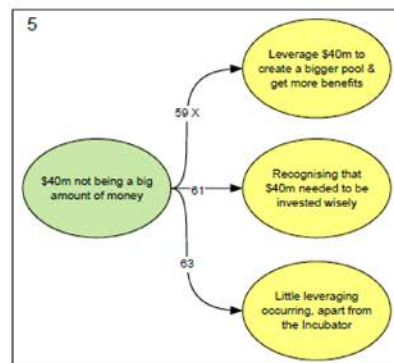 5
Leverage $40m to
create a bigger pool &
get more benefits
59 X
$40m not being a big
amount of money
61
Recognising that
$40m needed to be
invested wisely
63
Little leveraging
occurring, apart from
the Incubator